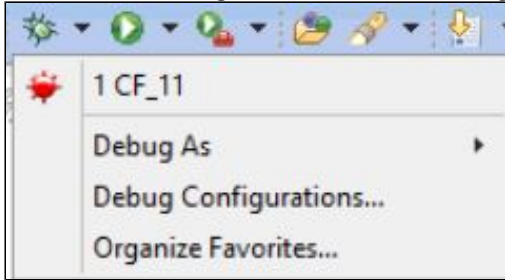 1 CF_11
Debug As
Debug Configurations...
Organize Favorites...